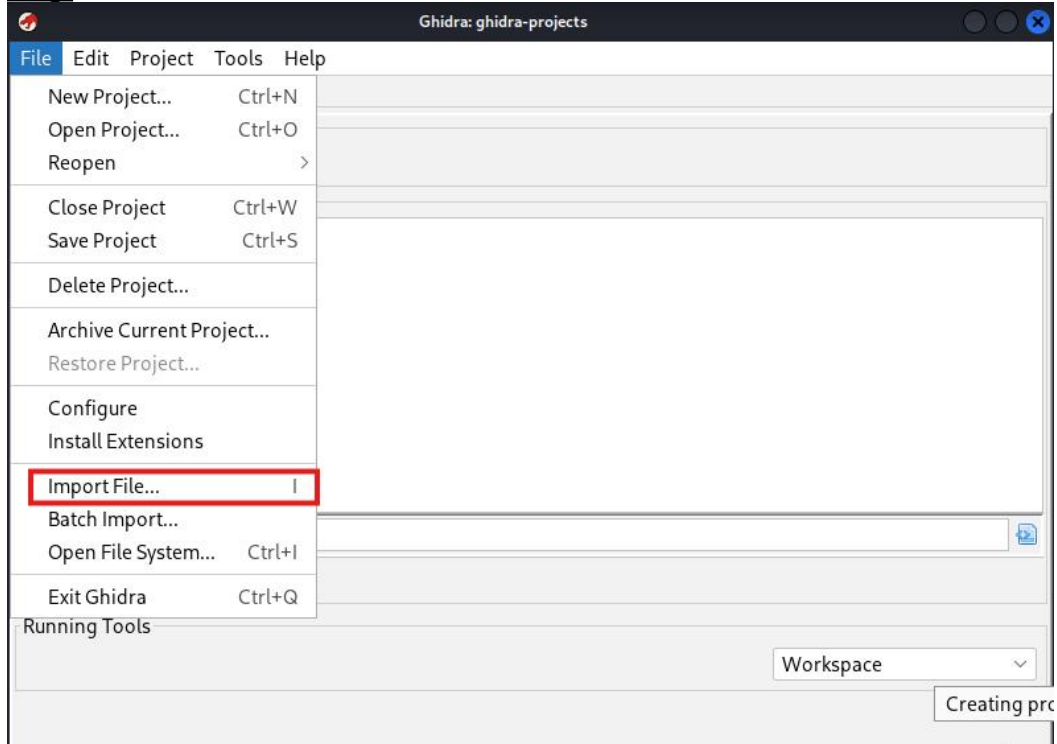 Ghidra: ghidra-projects
File Edit Project Tools Help
New Project... Ctrl+N
Open Project... Ctrl+O
Reopen
Close Project Ctrl+W
Save Project Ctrl+S
Delete Project...
Archive Current Project...
Restore Project...
Configure
Install Extensions
Import File... I
Batch Import...
Open File System... Ctrl+I
Exit Ghidra Ctrl+Q
Running Tools
Workspace
Creating